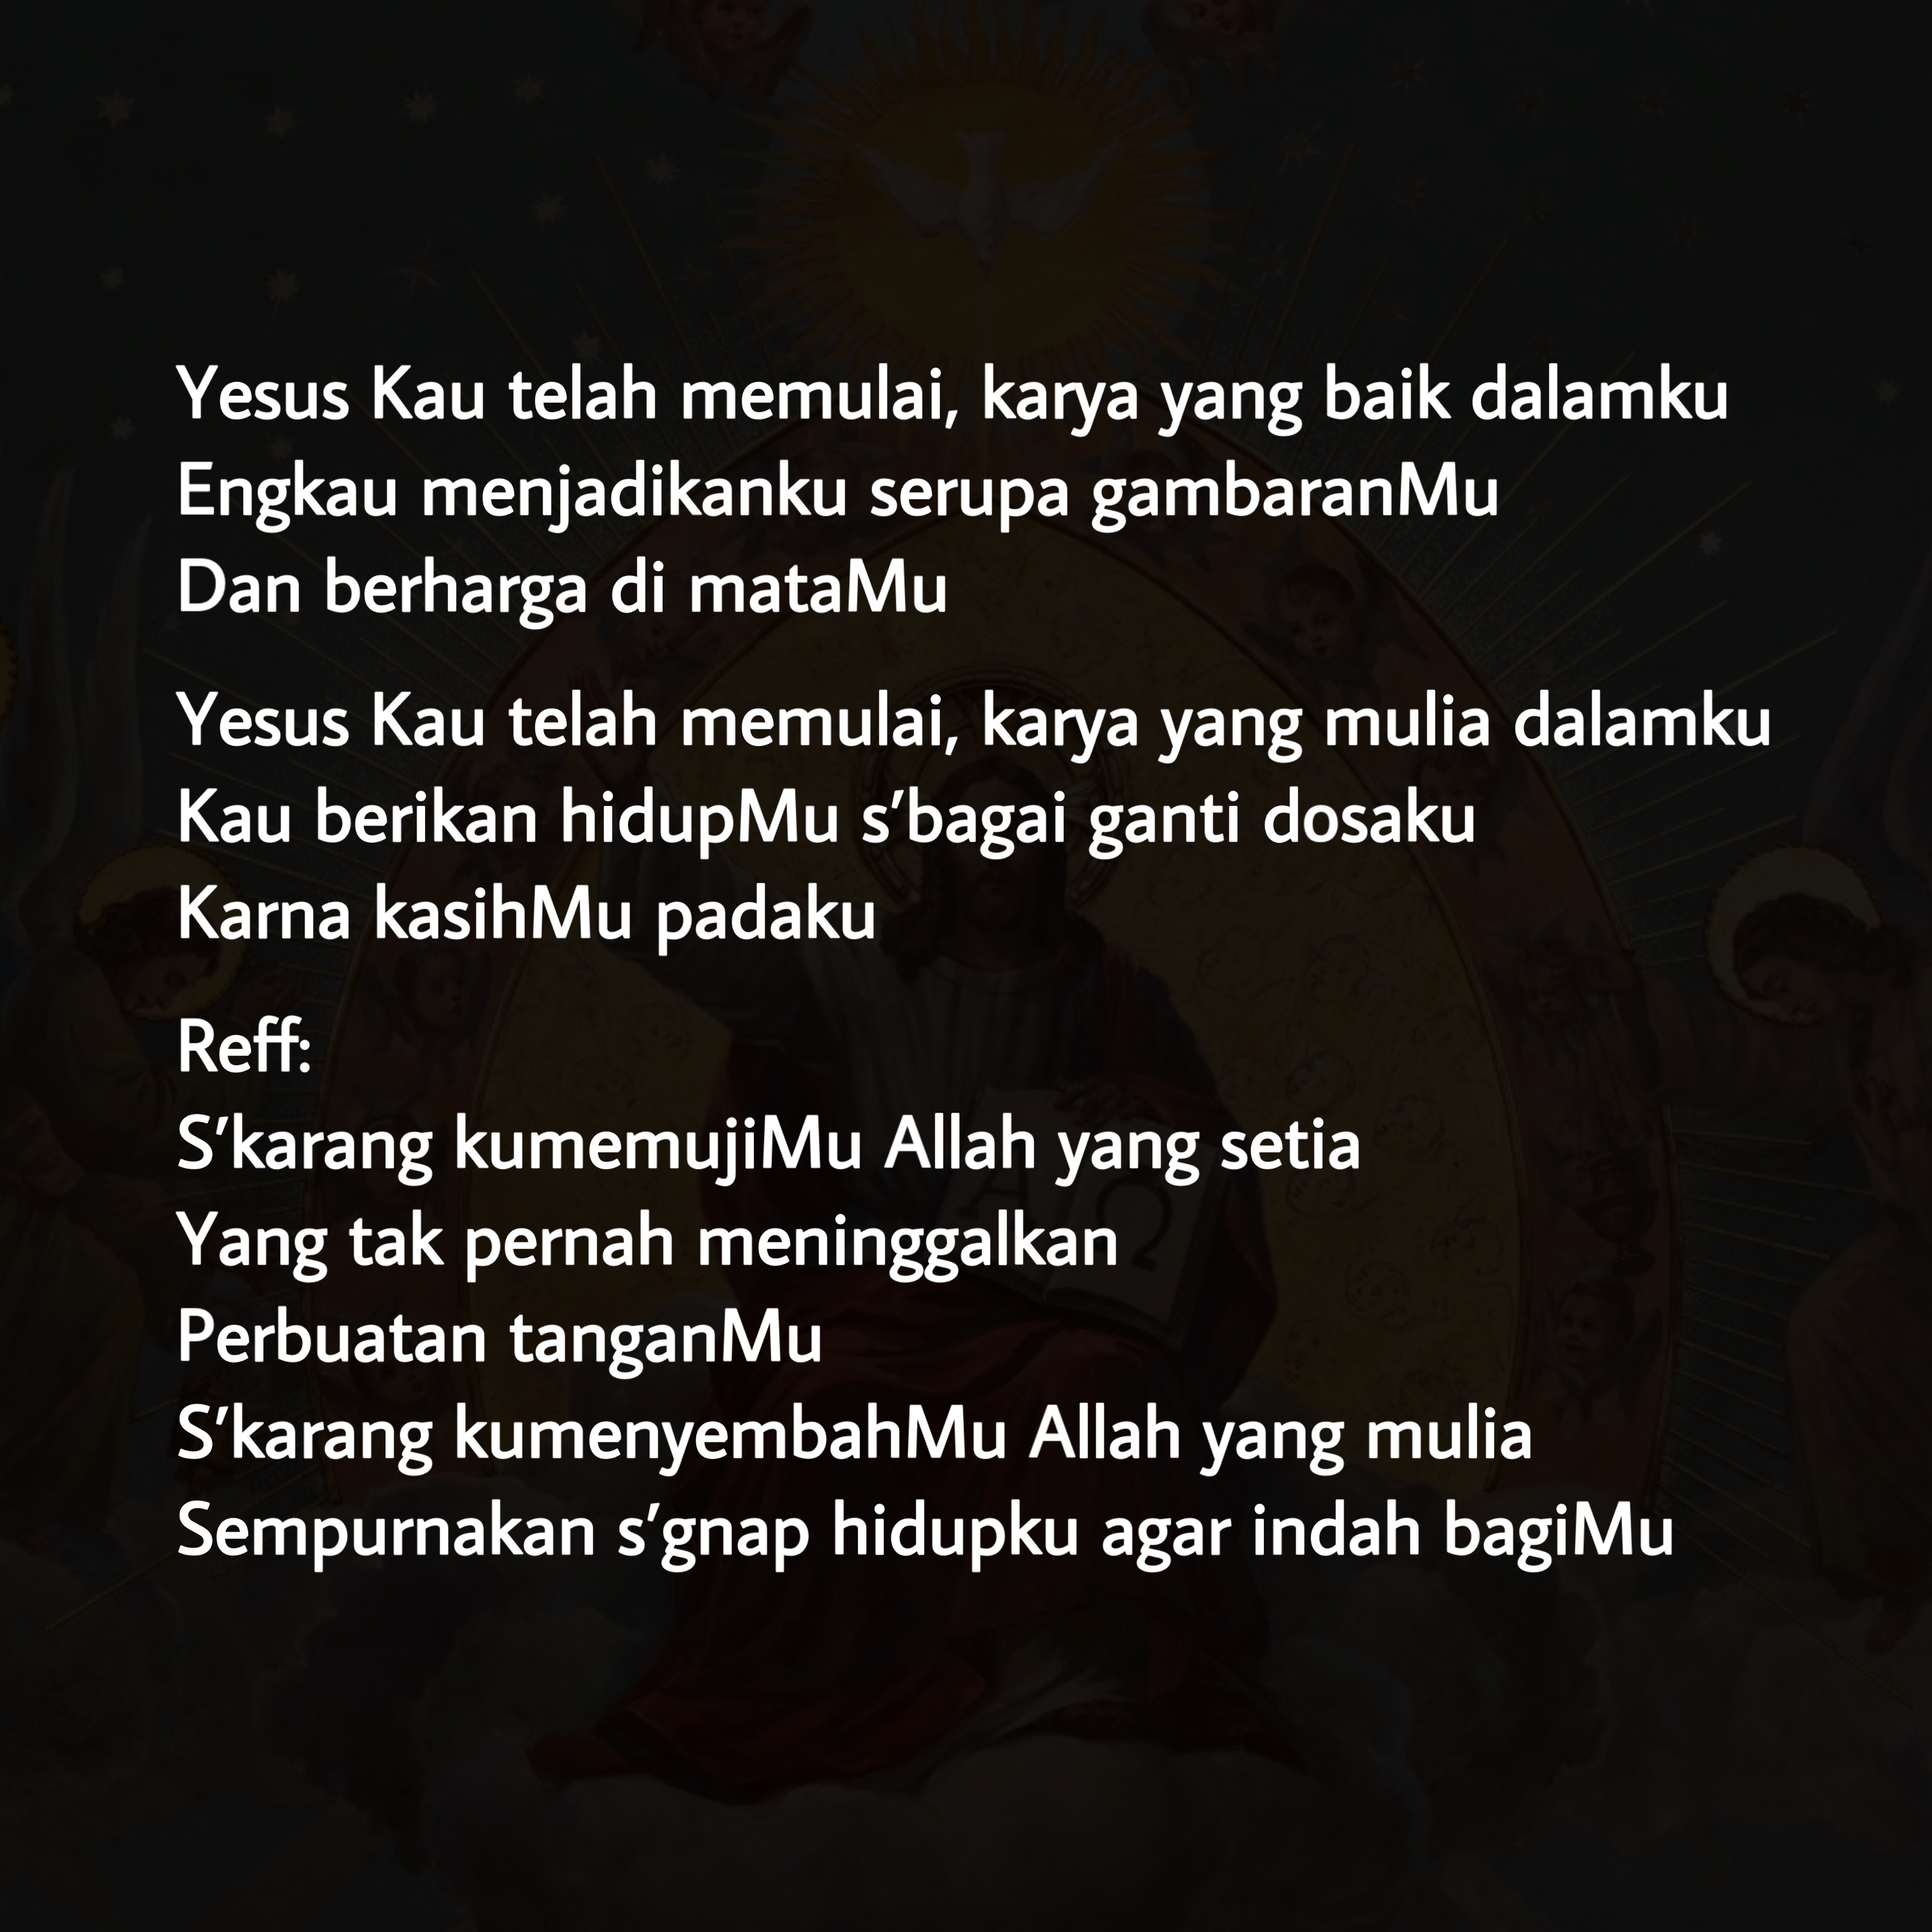 Yesus Kau telah memulai, karya yang baik dalamku
Engkau menjadikanku serupa gambaranMu
Dan berharga di mataMu
Yesus Kau telah memulai, karya yang mulia dalamku
Kau berikan hidupMu s'bagai ganti dosaku
Karna kasihMu padaku
Reff:
S'karang kumemujiMu Allah yang setia
Yang tak pernah meninggalkan
Perbuatan tanganMu
S'karang kumenyembahMu Allah yang mulia
Sempurnakan s'gnap hidupku agar indah bagiMu
A Ω